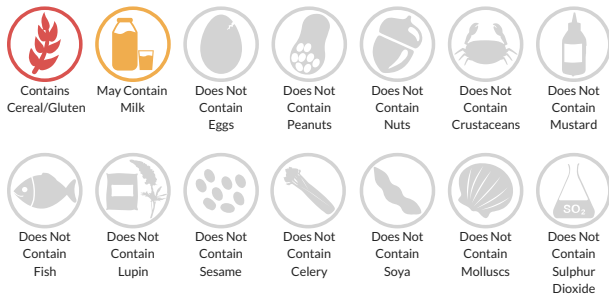 Contains
Cereal/Gluten
May Contain
Milk
Does Not
Contain
Eggs
Does Not
Contain
Peanuts
Does Not
Contain
Nuts
Does Not
Contain
Crustaceans
Does Not
Contain
Mustard
Does Not
Contain
Fish
Does Not
Contain
Lupin
Does Not
Contain
Sesame
Does Not
Contain
Celery
Does Not
Contain
Soya
Does Not
Contain
Molluscs
SO₂
Does Not
Contain
Sulphur
Dioxide